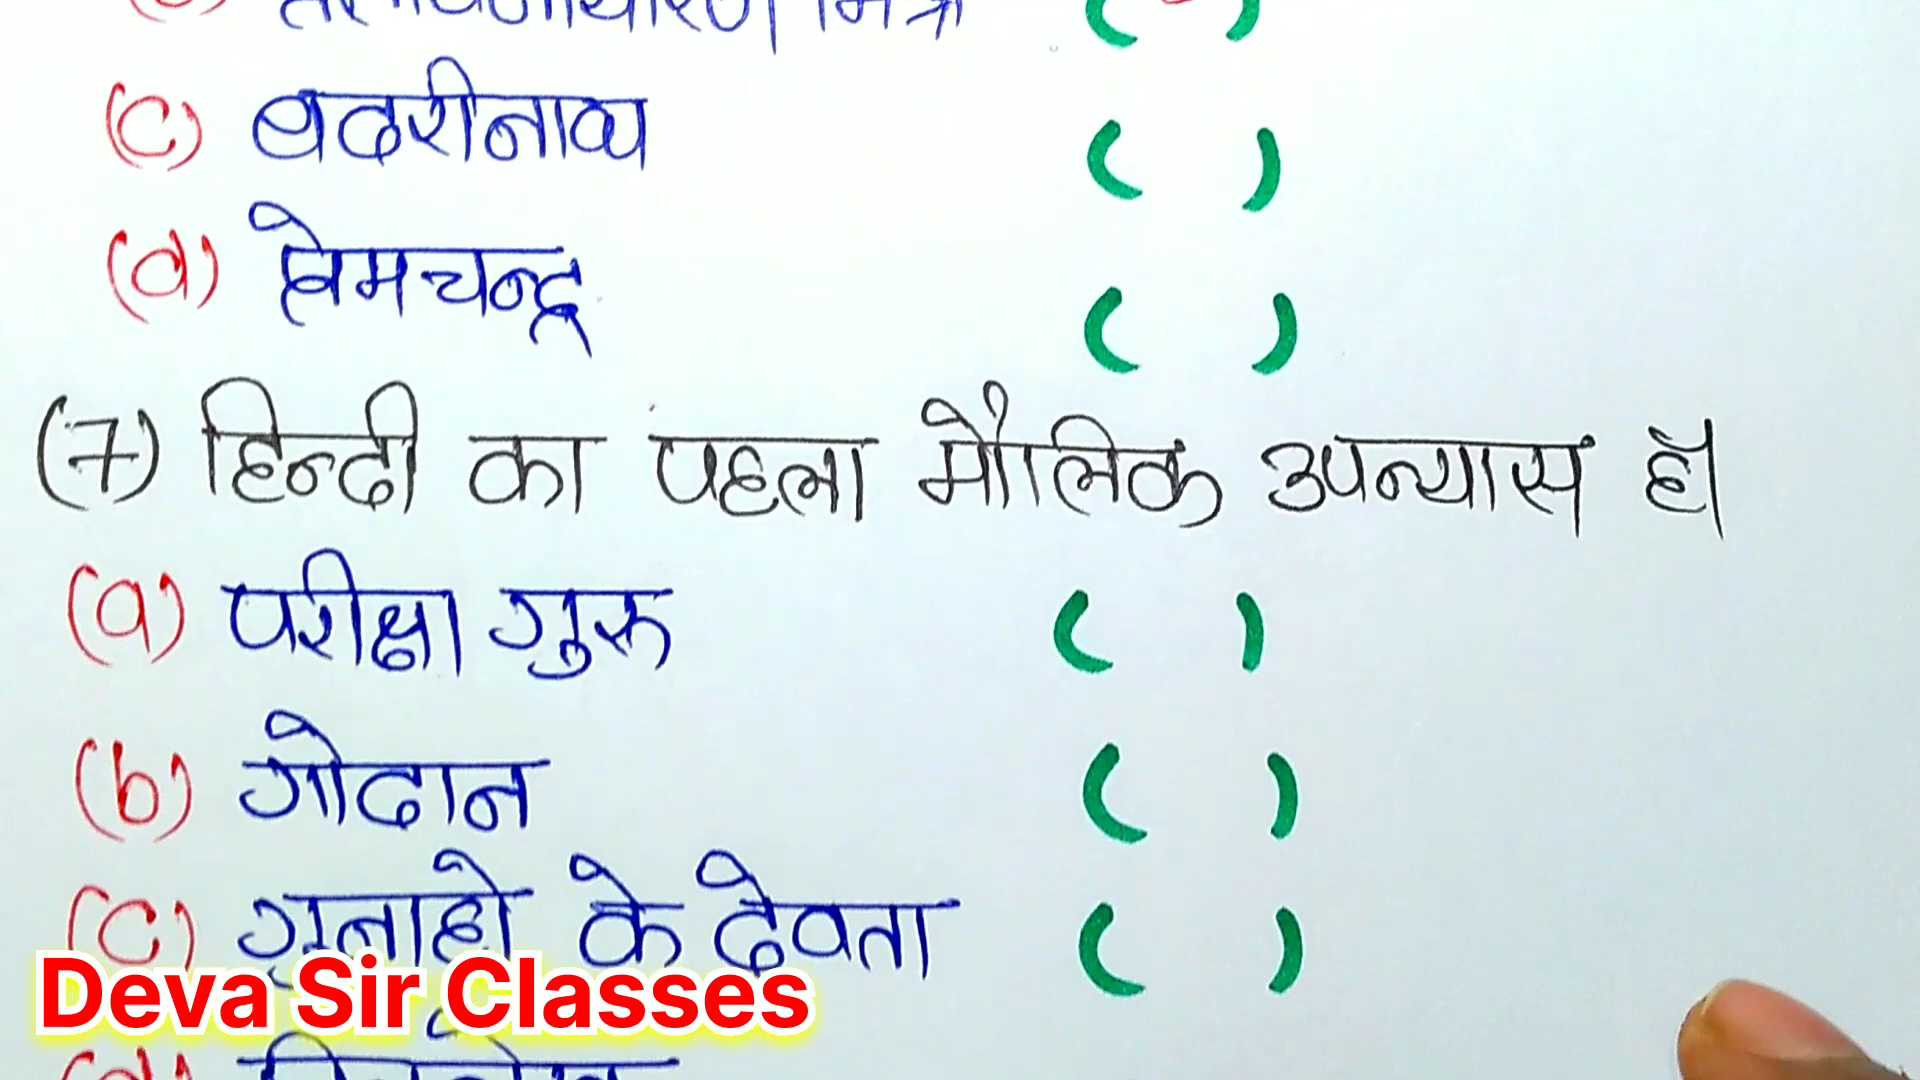 (c) बदरीनाथ ( )
(d) प्रेमचन्द्र ( )
(7) हिन्दी का पहला मौलिक उपन्यास है।
(a) परीक्षा गुरु ( )
(b) गोदान ( )
(c) गुनाहो के देवता ( )
Deva Sir Classes